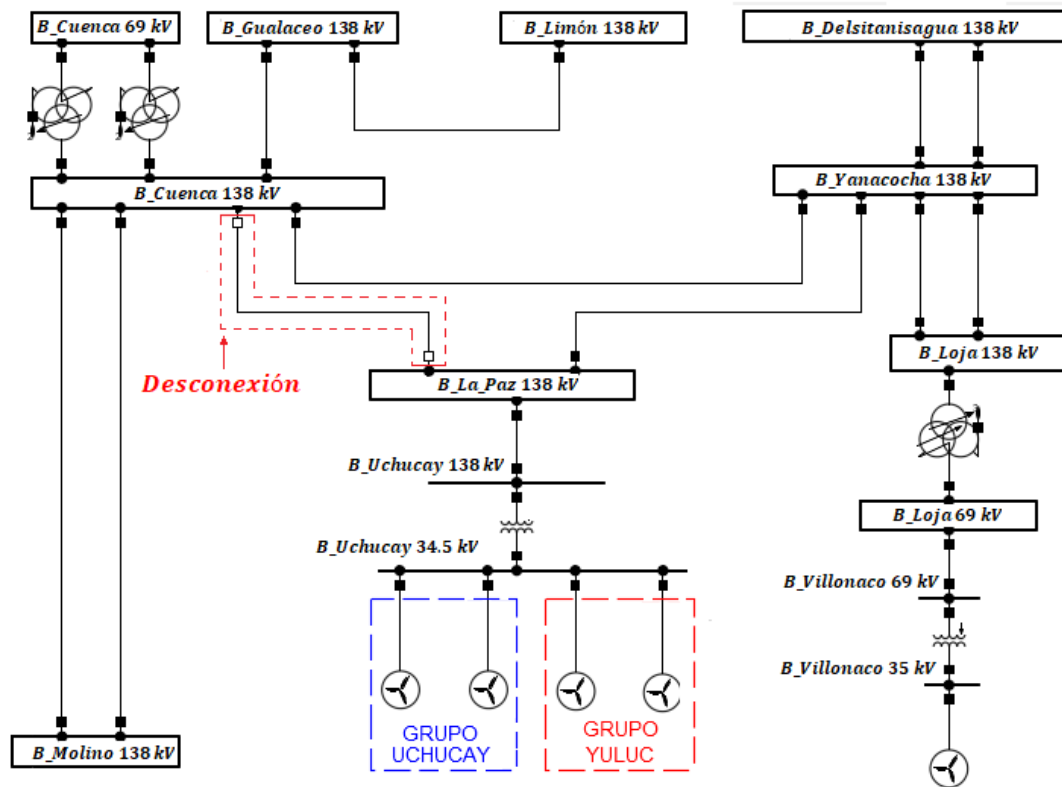 B_Cuenca 69 kV
B_Gualaceo 138 kV
B_Limón 138 kV
B_Delsitanisagua 138 kV
B_Cuenca 138 kV
B_Yanacocha 138 kV
Desconexión
B_La_Paz 138 kV
B_Loja 138 kV
B_Uchucay 138 kV
B_Uchucay 34.5 kV
B_Loja 69 kV
B_Villonaco 69 kV
B_Villonaco 35 kV
GRUPO
UCHUCAY
GRUPO
YULUC
B_Molino 138 kV